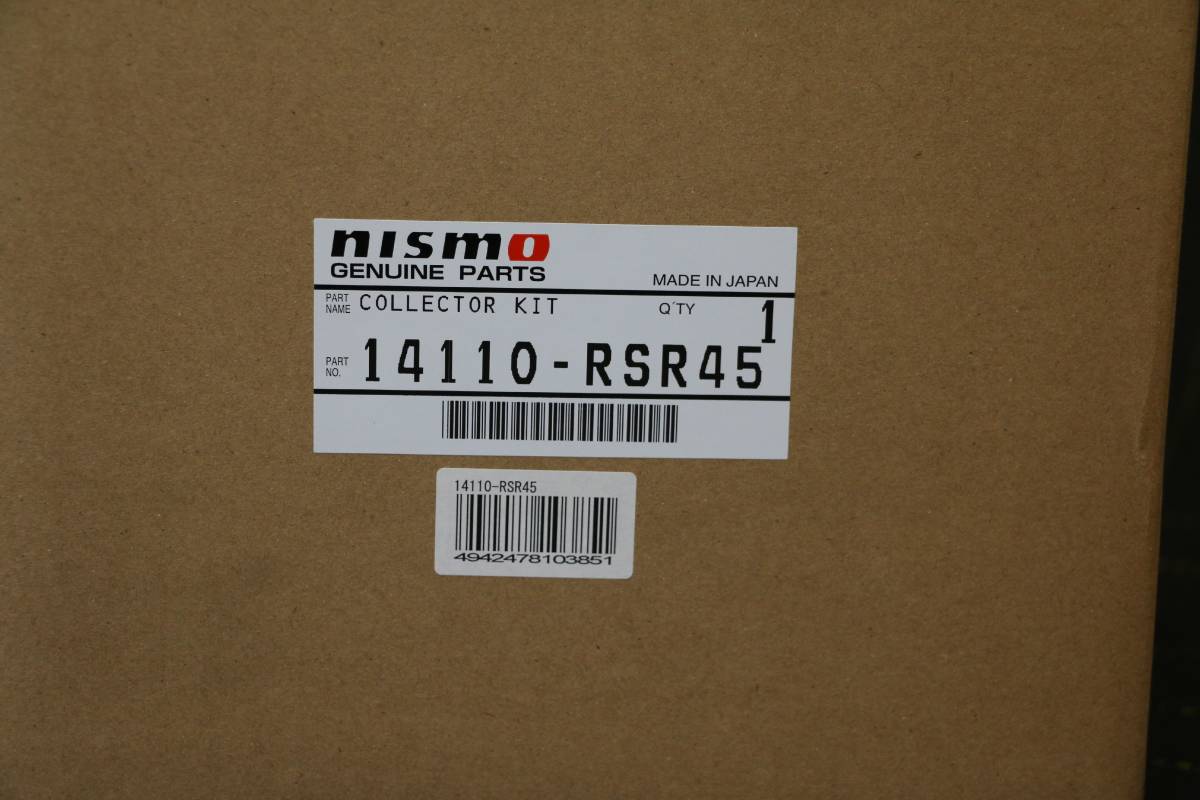 nismo
GENUINE PARTS
MADE IN JAPAN
PART NAME COLLECTOR KIT Q'TY 1
PART NO. 14110-RSR45
14110-RSR45
4942478103851